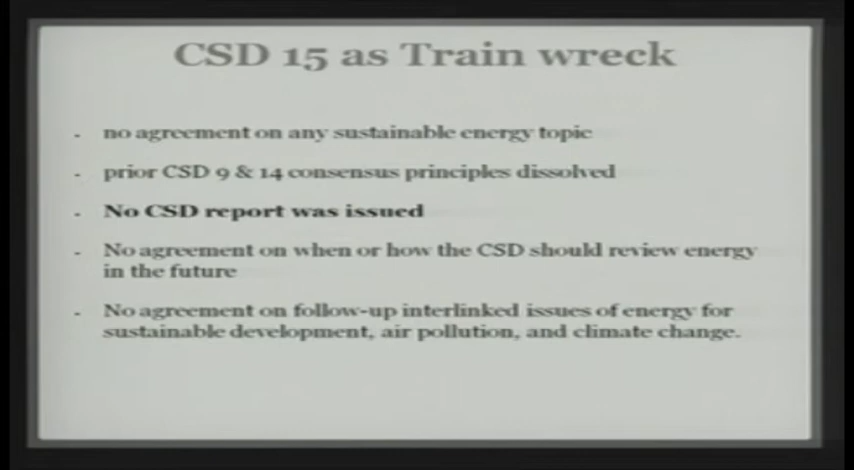 CSD 15 as Train wreck
- no agreement on any sustainable energy topic
- prior CSD 9 & 14 consensus principles dissolved
- No CSD report was issued
- No agreement on when or how the CSD should review energy
in the future
- No agreement on follow-up interlinked issues of energy for
sustainable development, air pollution, and climate change.